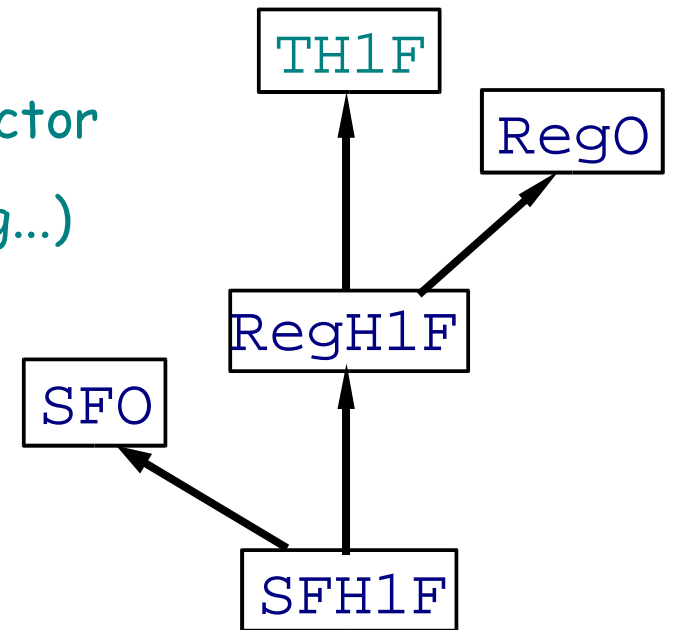 TH1F
ctor
RegO
g...)
RegH1F
SFO
SFH1F